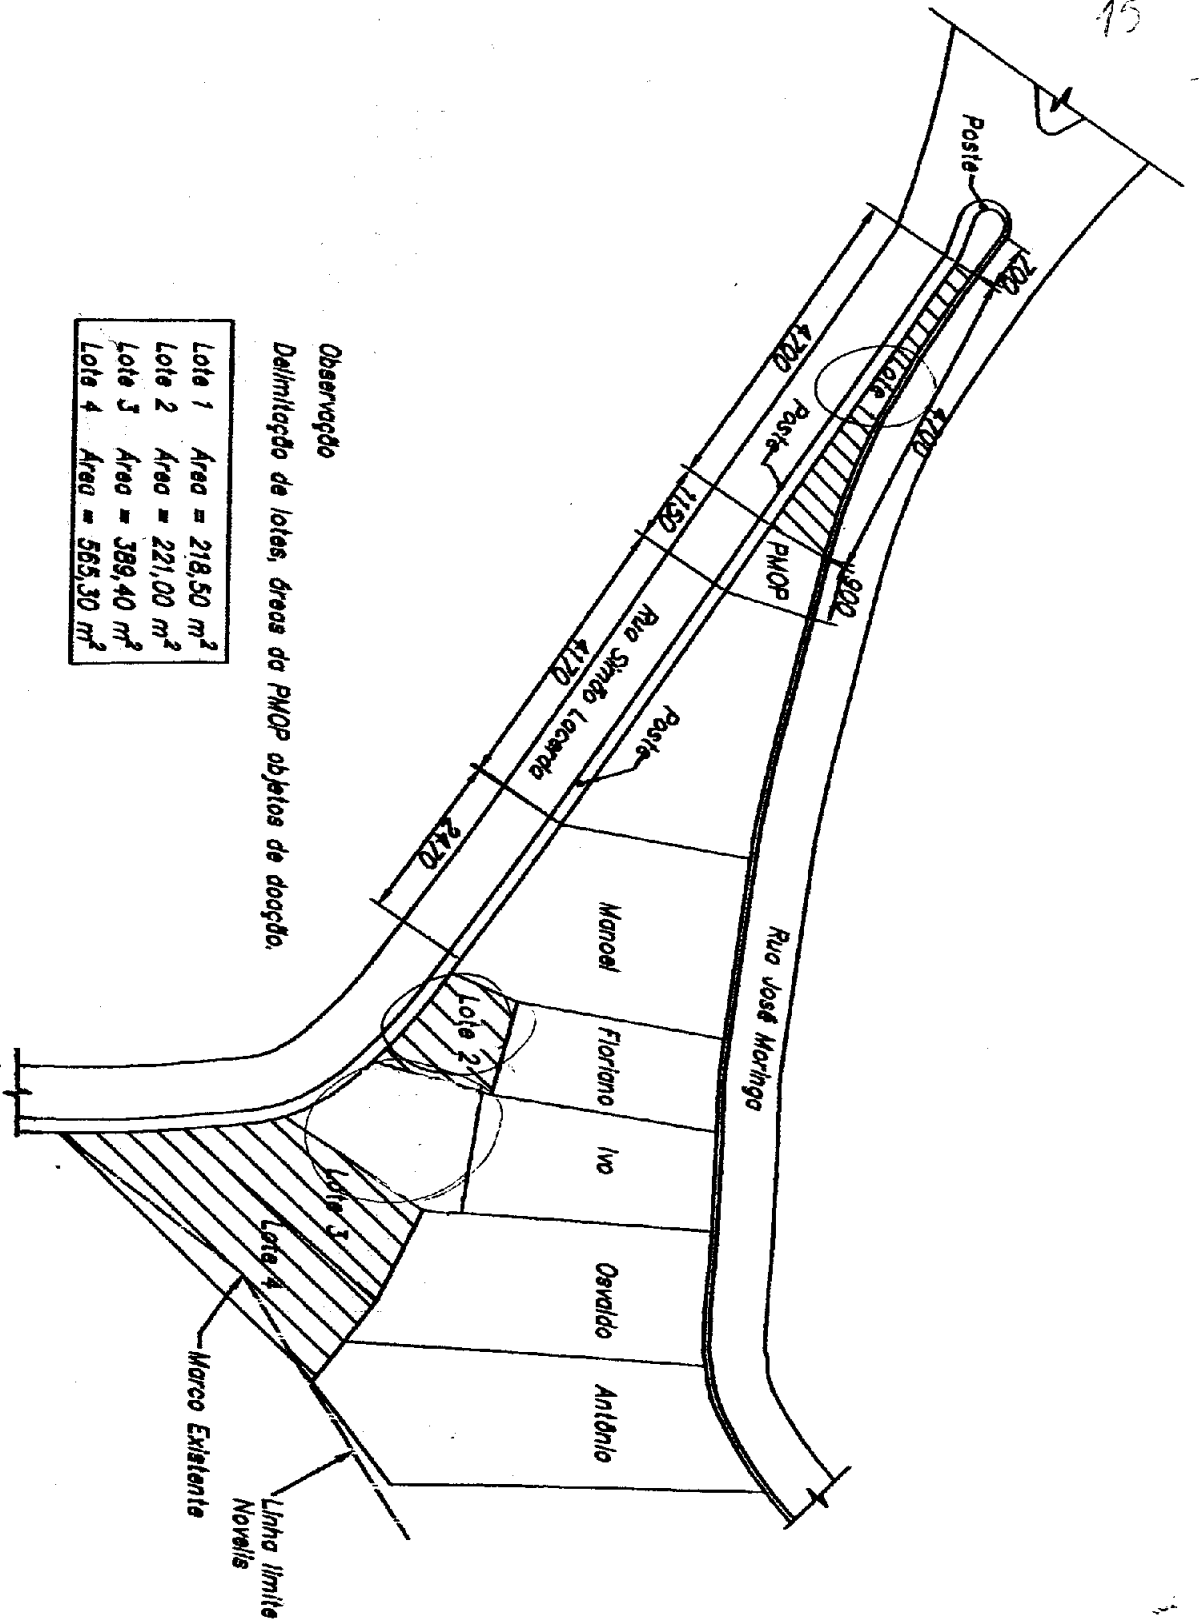 15
Poste
700
4700
4700
Lote 1
Poste
1150
PMOP
900
Rua Simão Lacerda
4170
Poste
2470
Rua José Maringa
Manoel
Floriano
Ivo
Osvaldo
Antônio
Lote 2
Lote 3
Lote 4
Marco Existente
Linha limite
Novelis
Observação
Delimitação de lotes, áreas da PMOP objetos de doação.
Lote 1 Área = 218,50 m²
Lote 2 Área = 221,00 m²
Lote 3 Área = 389,40 m²
Lote 4 Área = 565,30 m²